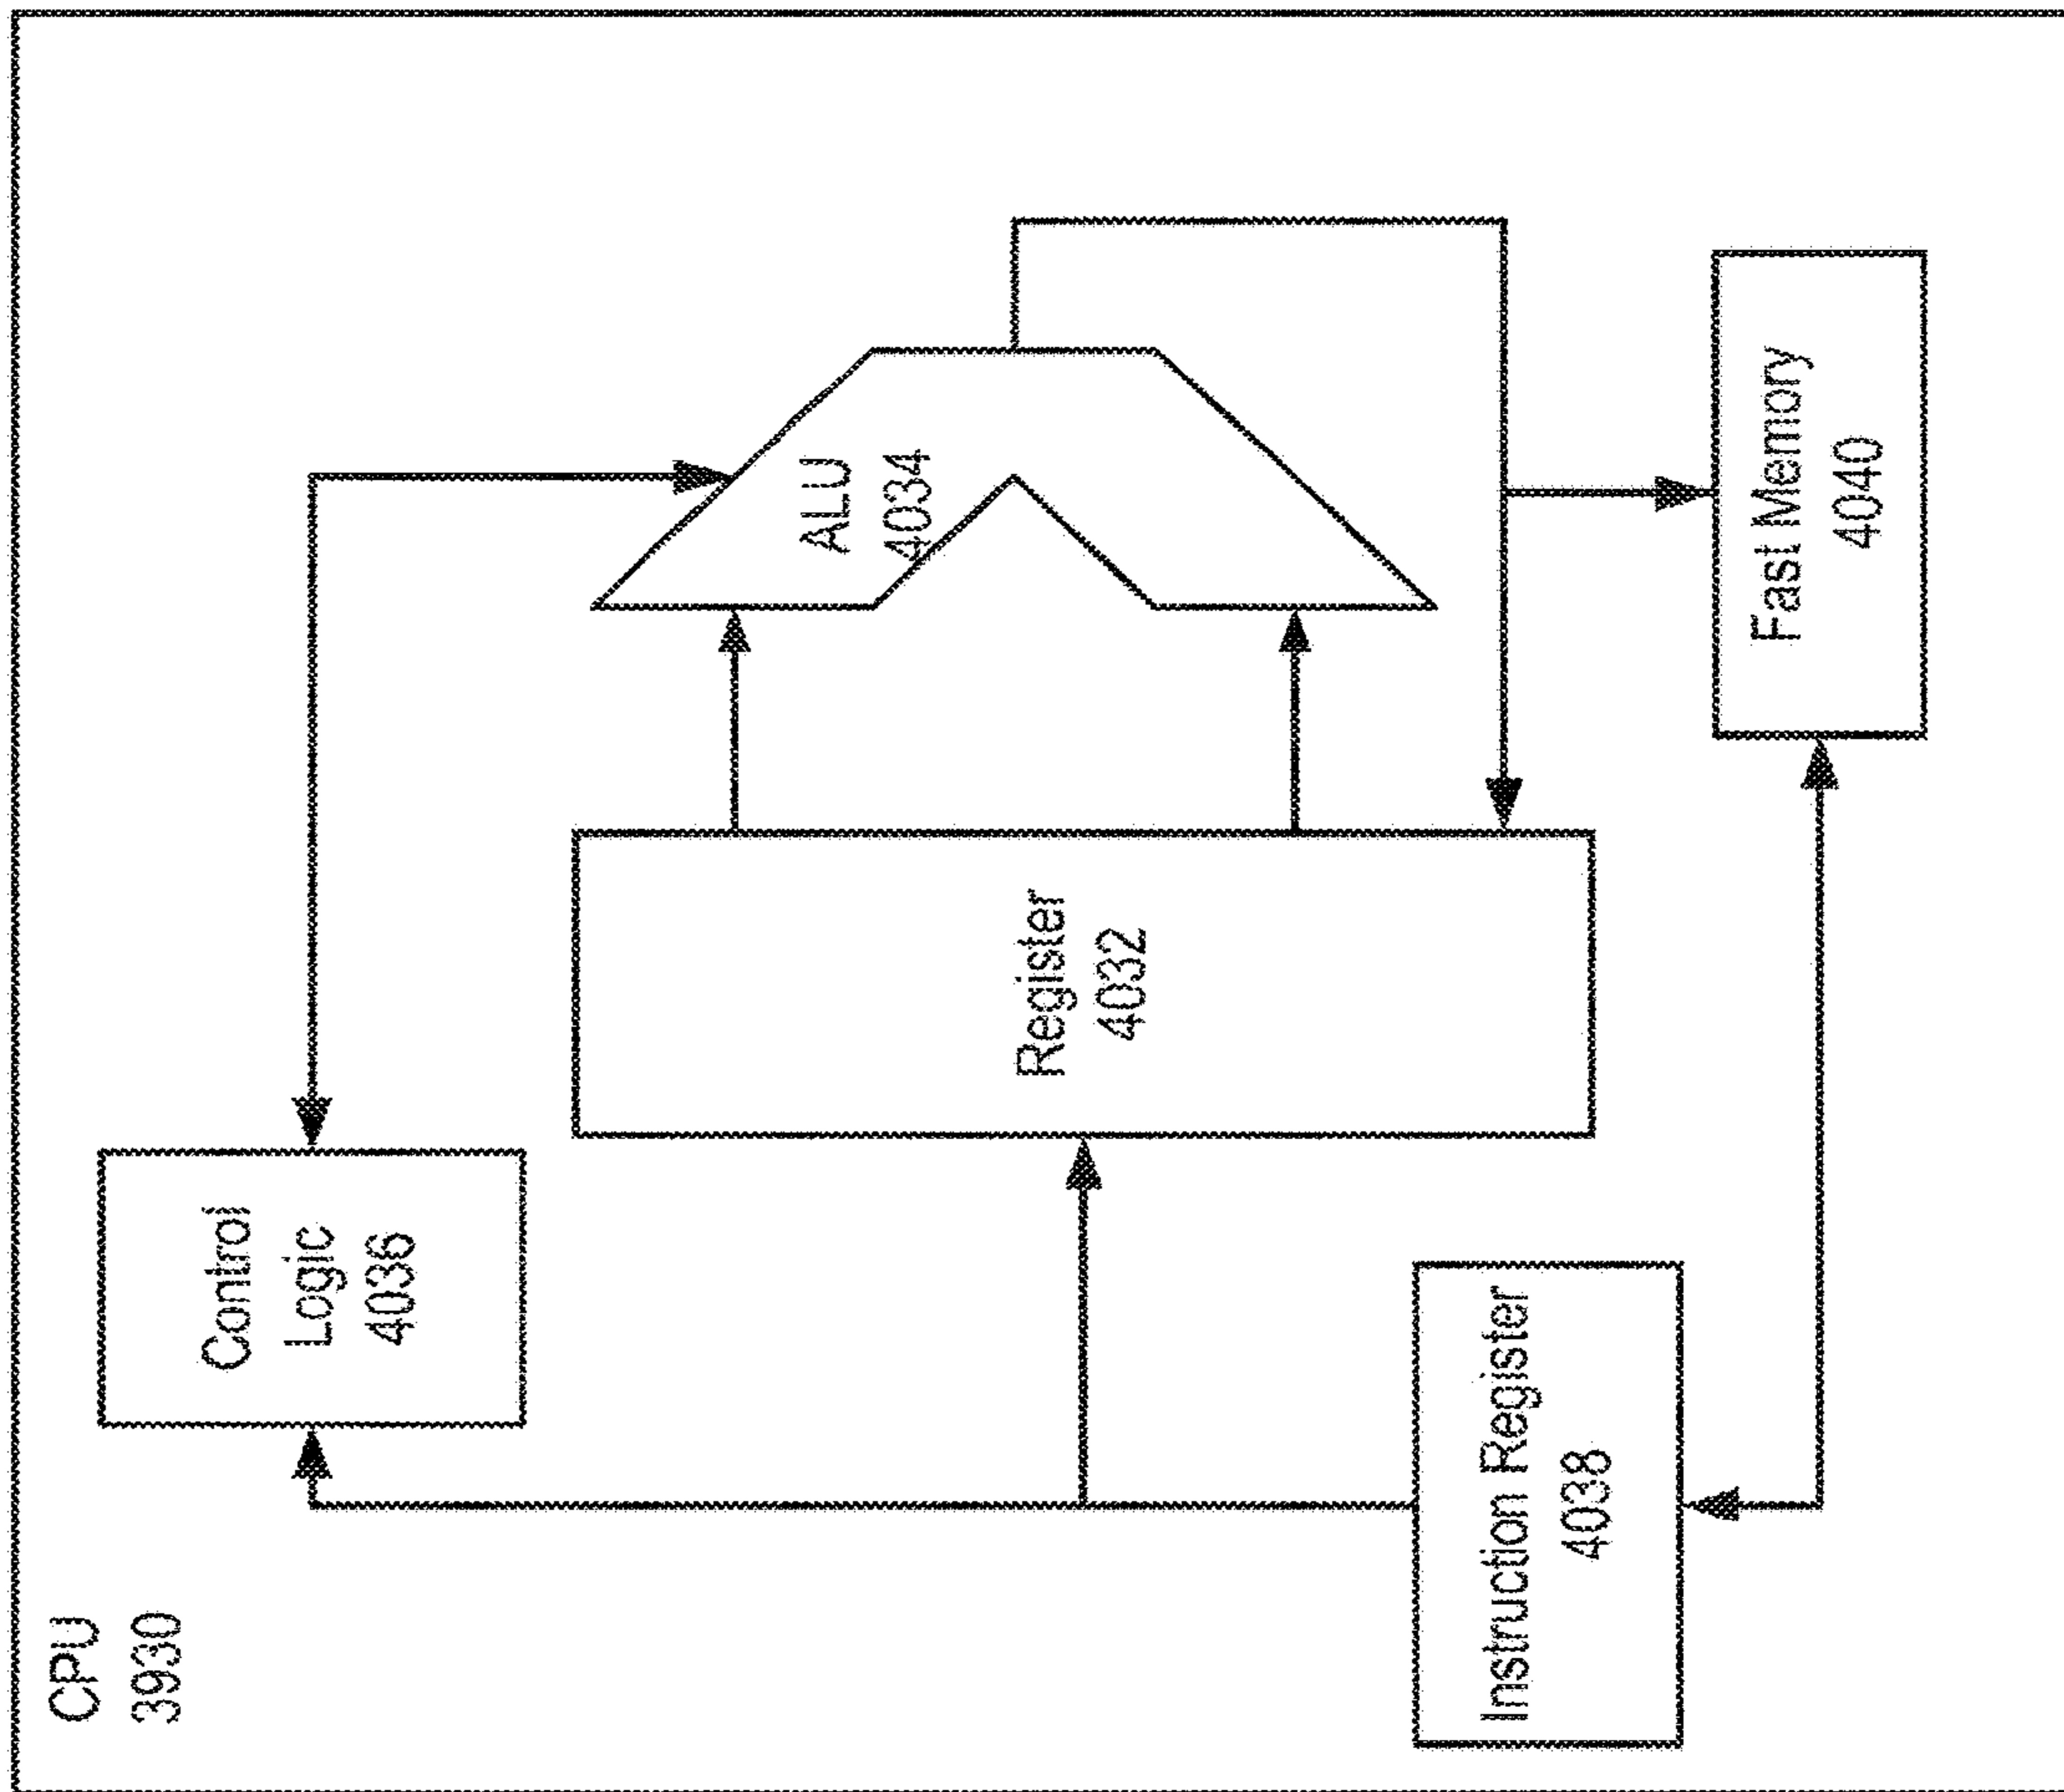 CPU
3930
Control
Logic
4036
ALU
4034
Register
4032
Instruction Register
4038
Fast Memory
4040